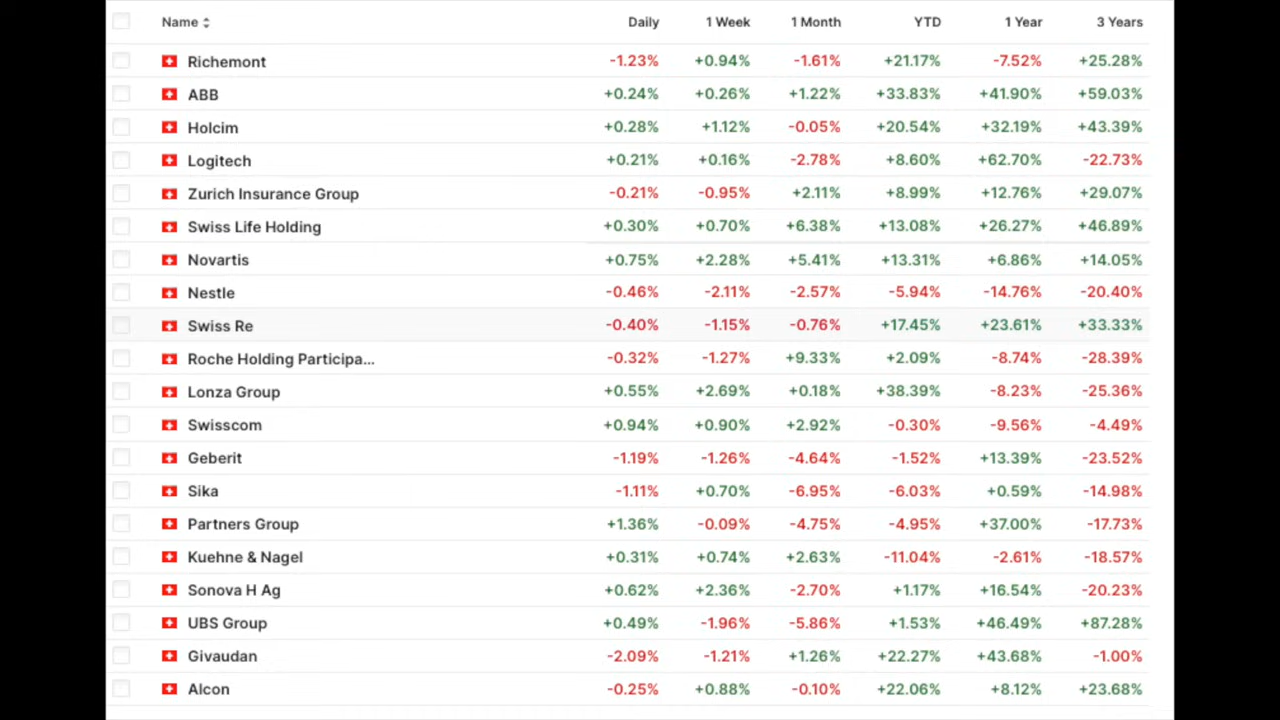 Name Daily 1 Week 1 Month YTD 1 Year 3 Years
Richemont -1.23% +0.94% -1.61% +21.17% -7.52% +25.28%
ABB +0.24% +0.26% +1.22% +33.83% +41.90% +59.03%
Holcim +0.28% +1.12% -0.05% +20.54% +32.19% +43.39%
Logitech +0.21% +0.16% -2.78% +8.60% +62.70% -22.73%
Zurich Insurance Group -0.21% -0.95% +2.11% +8.99% +12.76% +29.07%
Swiss Life Holding +0.30% +0.70% +6.38% +13.08% +26.27% +46.89%
Novartis +0.75% +2.28% +5.41% +13.31% +6.86% +14.05%
Nestle -0.46% -2.11% -2.57% -5.94% -14.76% -20.40%
Swiss Re -0.40% -1.15% -0.76% +17.45% +23.61% +33.33%
Roche Holding Participa... -0.32% -1.27% +9.33% +2.09% -8.74% -28.39%
Lonza Group +0.55% +2.69% +0.18% +38.39% -8.23% -25.36%
Swisscom +0.94% +0.90% +2.92% -0.30% -9.56% -4.49%
Geberit -1.19% -1.26% -4.64% -1.52% +13.39% -23.52%
Sika -1.11% +0.70% -6.95% -6.03% +0.59% -14.98%
Partners Group +1.36% -0.09% -4.75% -4.95% +37.00% -17.73%
Kuehne & Nagel +0.31% +0.74% +2.63% -11.04% -2.61% -18.57%
Sonova H Ag +0.62% +2.36% -2.70% +1.17% +16.54% -20.23%
UBS Group +0.49% -1.96% -5.86% +1.53% +46.49% +87.28%
Givaudan -2.09% -1.21% +1.26% +22.27% +43.68% -1.00%
Alcon -0.25% +0.88% -0.10% +22.06% +8.12% +23.68%